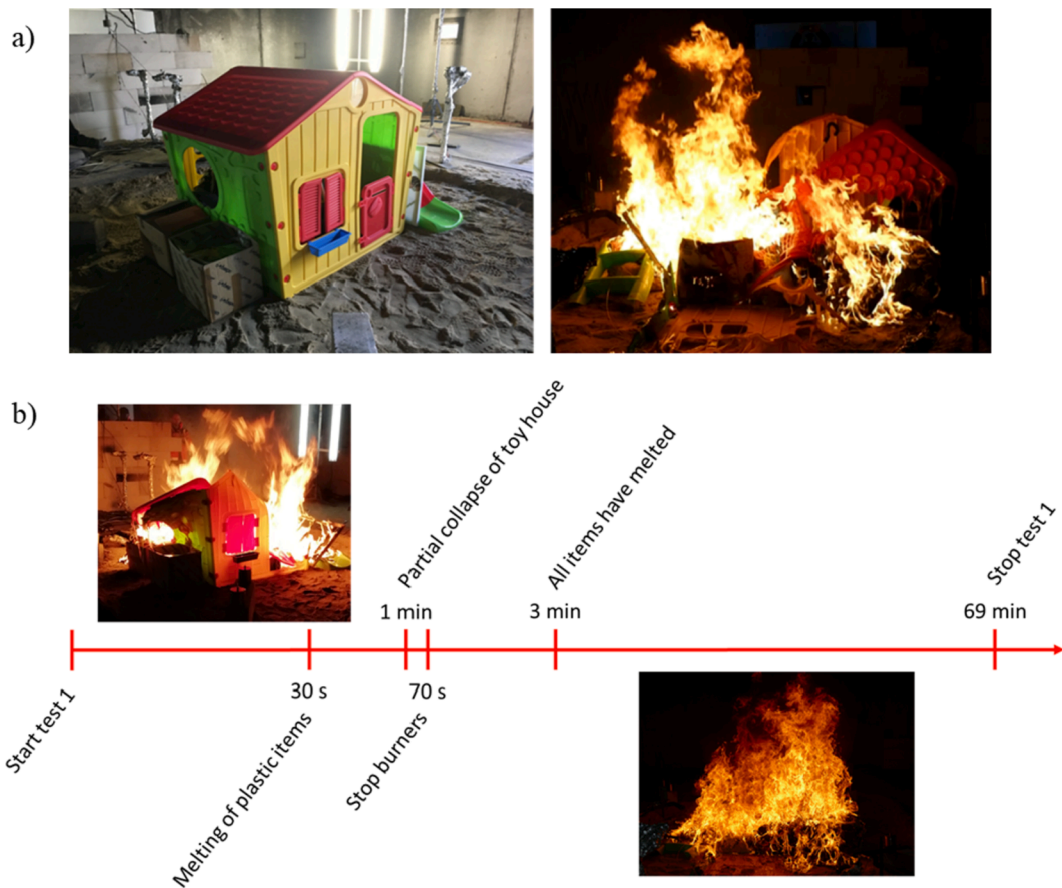 a)
b)
Partial collapse of toy house
All items have melted
Stop test 1
1 min
3 min
69 min
30 s
70 s
Start test 1
Melting of plastic items
Stop burners